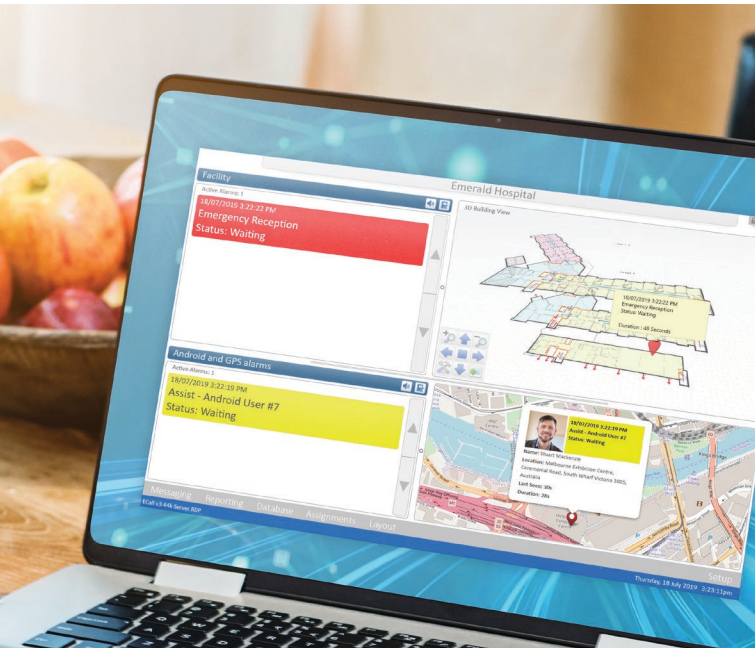 Emerald Hospital
Facility
Active Alarms: 1
18/07/2019 3:22:22 PM
Emergency Reception
Status: Waiting
3D Building View
18/07/2019 3:22:22 PM
Emergency Reception
Status: Waiting
Duration : 48 Seconds
Android and GPS alarms
Active Alarms: 1
18/07/2019 3:22:19 PM
Assist - Android User #7
Status: Waiting
18/07/2019 3:22:19 PM
Assist - Android User #7
Status: Waiting
Name: Stuart Mackenzie
Location: Melbourne Exhibition Centre,
Convention Road, South Wharf Victoria 3005,
Australia
Last Seen: 30s
Duration: 28s
Messaging Reporting Database Assignments Layout
Setup
Thursday, 18 July 2019 3:23:11pm